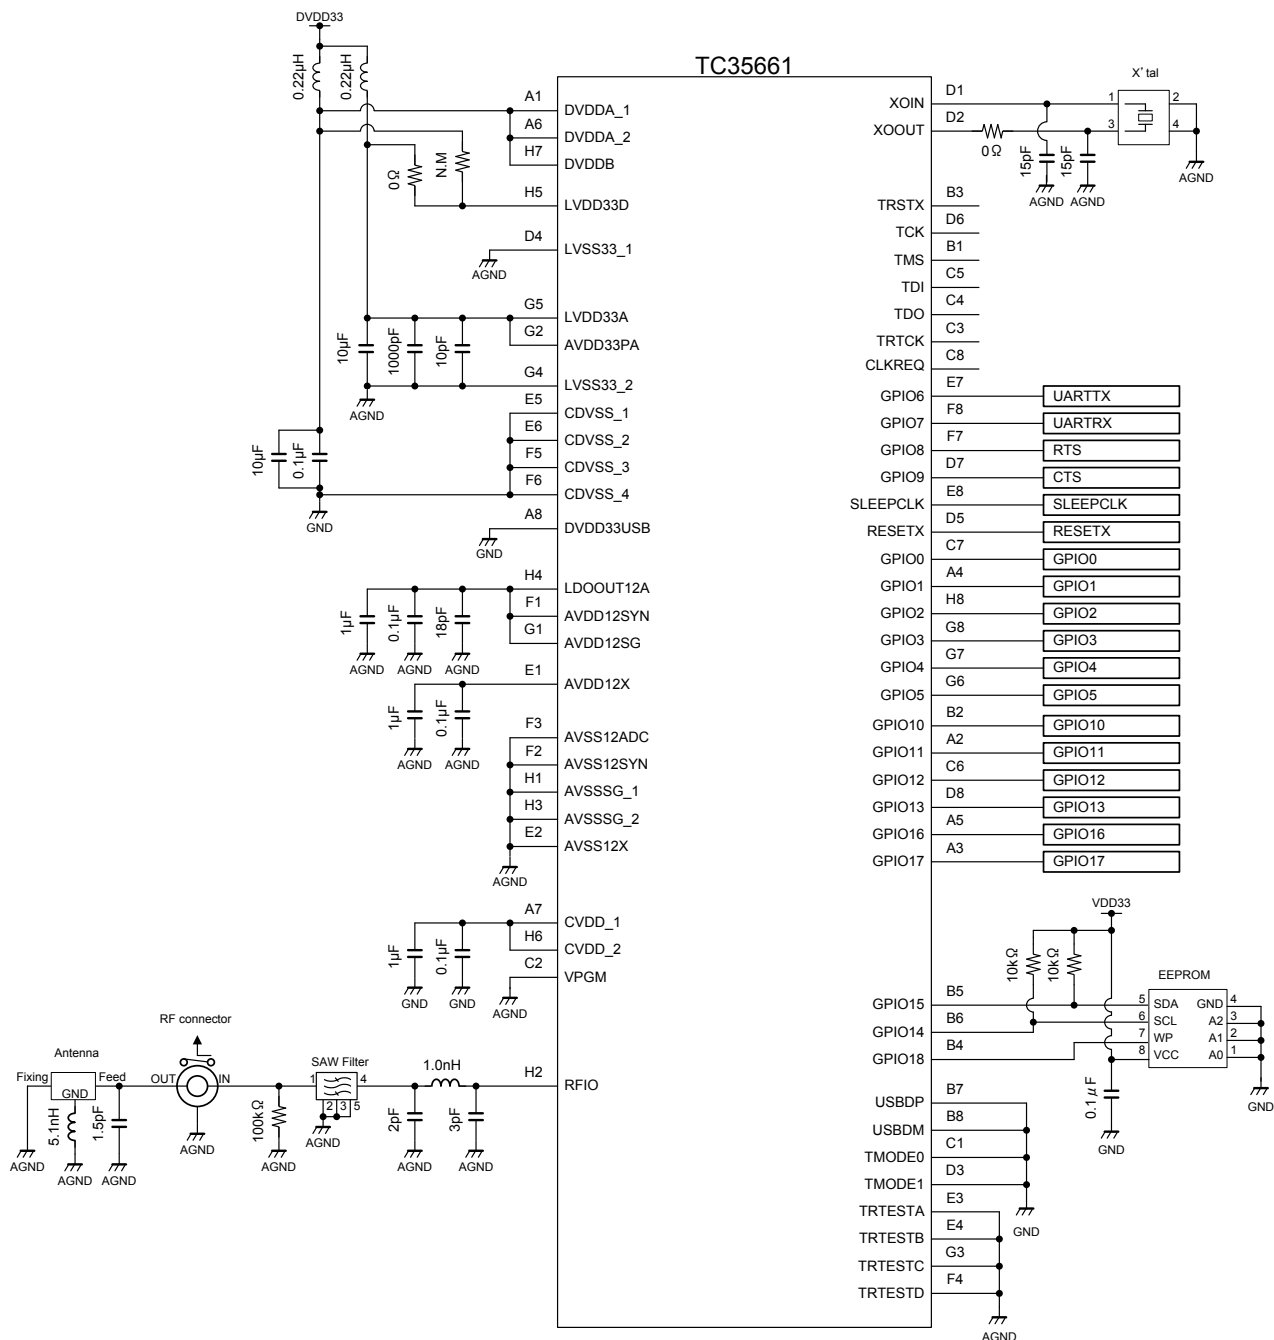 DVDD33
0.22µH
0.22µH
TC35661
A1
DVDDA_1
A6
DVDDA_2
H7
DVDDB
0Ω
N.M
H5
LVDD33D
D4
LVSS33_1
AGND
G5
LVDD33A
G2
AVDD33PA
10µF
1000pF
10pF
G4
LVSS33_2
AGND
E5
CDVSS_1
E6
CDVSS_2
F5
CDVSS_3
F6
CDVSS_4
10µF
0.1µF
GND
A8
DVDD33USB
GND
H4
LDOOUT12A
F1
AVDD12SYN
G1
AVDD12SG
1µF
0.1µF
18pF
AGND
AGND
AGND
E1
AVDD12X
1µF
0.1µF
AGND
AGND
F3
AVSS12ADC
F2
AVSS12SYN
H1
AVSSSG_1
H3
AVSSSG_2
E2
AVSS12X
AGND
A7
CVDD_1
H6
CVDD_2
1µF
0.1µF
GND
GND
C2
VPGM
AGND
RF connector
Antenna
Fixing
Feed
GND
5.1nH
1.5pF
AGND
AGND
AGND
OUT
IN
AGND
100kΩ
AGND
SAW Filter
1
4
2
3
5
AGND
1.0nH
2pF
3pF
AGND
AGND
H2
RFIO
XOIN
D1
XOOUT
D2
0Ω
15pF
15pF
AGND
AGND
X'tal
1
2
3
4
AGND
TRSTX
B3
TCK
D6
TMS
B1
TDI
C5
TDO
C4
TRTCK
C3
CLKREQ
C8
GPIO6
E7
UARTTX
GPIO7
F8
UARTRX
GPIO8
F7
RTS
GPIO9
D7
CTS
SLEEPCLK
E8
SLEEPCLK
RESETX
D5
RESETX
GPIO0
C7
GPIO0
GPIO1
A4
GPIO1
GPIO2
H8
GPIO2
GPIO3
G8
GPIO3
GPIO4
G7
GPIO4
GPIO5
G6
GPIO5
GPIO10
B2
GPIO10
GPIO11
A2
GPIO11
GPIO12
C6
GPIO12
GPIO13
D8
GPIO13
GPIO16
A5
GPIO16
GPIO17
A3
GPIO17
VDD33
10kΩ
10kΩ
EEPROM
GPIO15
B5
GPIO14
B6
GPIO18
B4
5
SDA
GND
4
6
SCL
A2
3
7
WP
A1
2
8
VCC
A0
1
0.1µF
GND
GND
USBDP
B7
USBDM
B8
TMODE0
C1
TMODE1
D3
GND
TRTESTA
E3
TRTESTB
E4
TRTESTC
G3
TRTESTD
F4
AGND